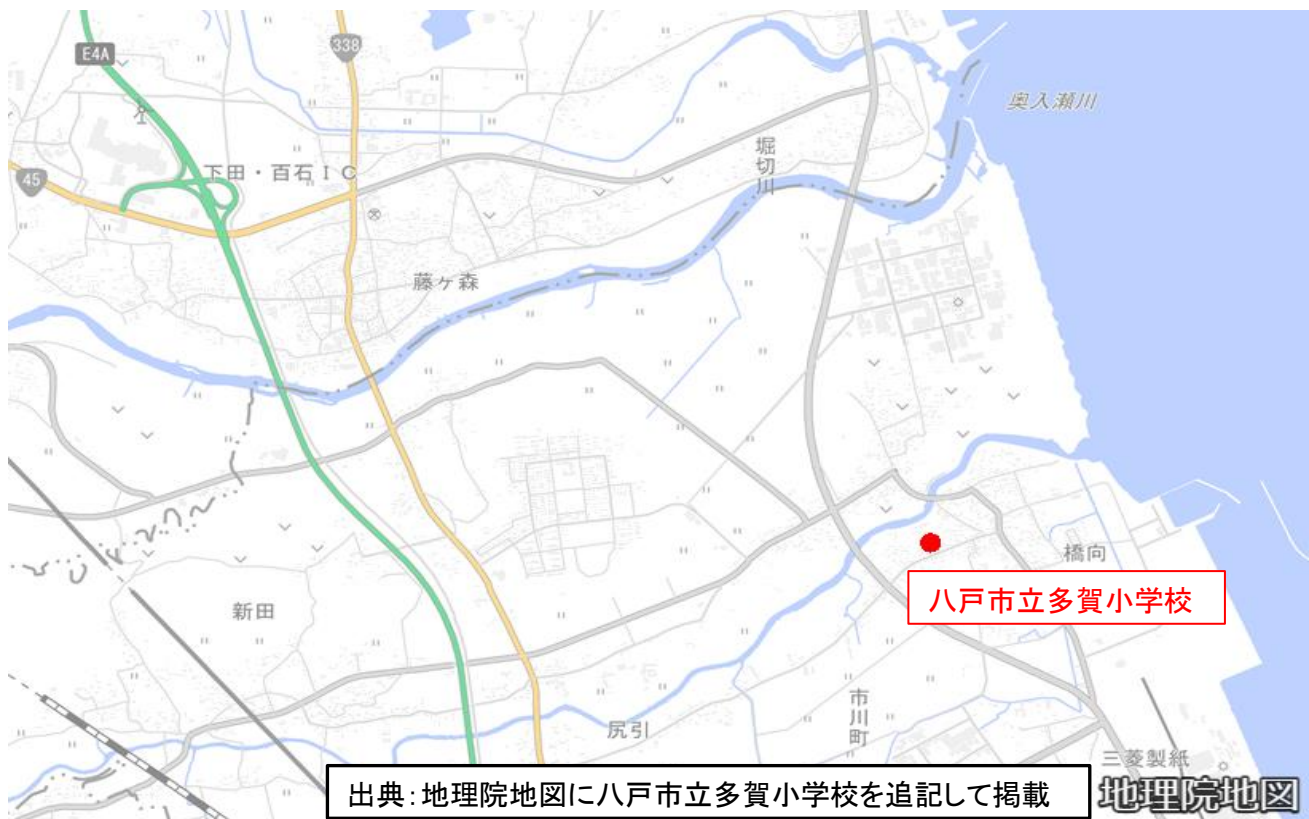 E4A
338
奥入瀬川
堀切川
下田・百石IC
45
藤ヶ森
橋向
八戸市立多賀小学校
新田
市川町
尻引
三菱製紙
出典：地理院地図に八戸市立多賀小学校を追記して掲載
地理院地図